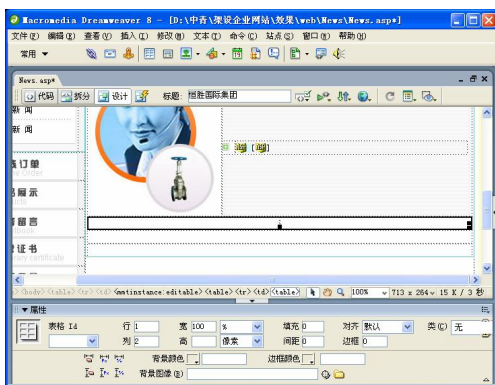 Macromedia Dreamweaver 8 - [D:\中青\架设企业网站\效果\web\News\News.asp*]
文件(F) 编辑(E) 查看(V) 插入(I) 修改(M) 文本(T) 命令(C) 站点(S) 窗口(W) 帮助(H)
常用
News.asp*
代码 拆分 设计 标题: 恒胜国际集团
新 闻
新 闻
订 单
展 示
留 言
证 书
<body> <table> <tr> <td> <mmtinstance:editable> <table> <tr> <td> <table> 100% 713 x 264 15 K / 3 秒
属性
表格 Id 行 1 宽 100 % 填充 0 对齐 默认 类(C) 无
列 2 高 像素 间距 0 边框 0
背景颜色 边框颜色
背景图像(B)